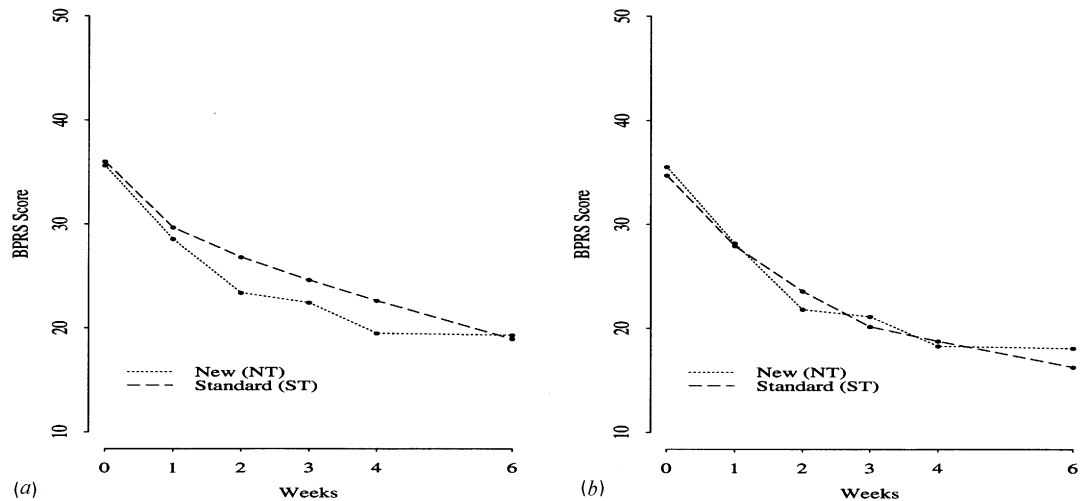 50
40
30
20
10
BPRS Score
New (NT)
Standard (ST)
0 1 2 3 4 6
Weeks
(a)
50
40
30
20
10
BPRS Score
New (NT)
Standard (ST)
0 1 2 3 4 6
Weeks
(b)